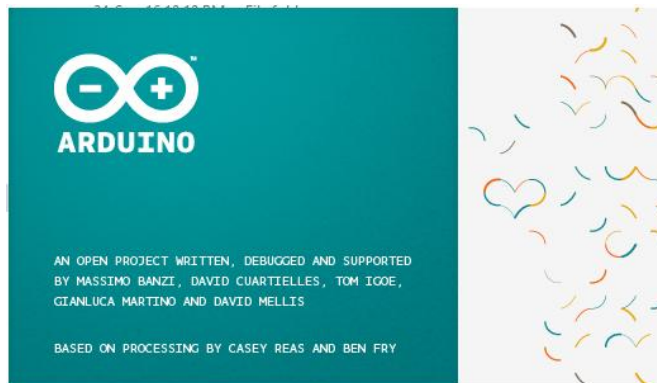 ARDUINO
TM
AN OPEN PROJECT WRITTEN, DEBUGGED AND SUPPORTED
BY MASSIMO BANZI, DAVID CUARTIELLES, TOM IGOE,
GIANLUCA MARTINO AND DAVID MELLIS
BASED ON PROCESSING BY CASEY REAS AND BEN FRY